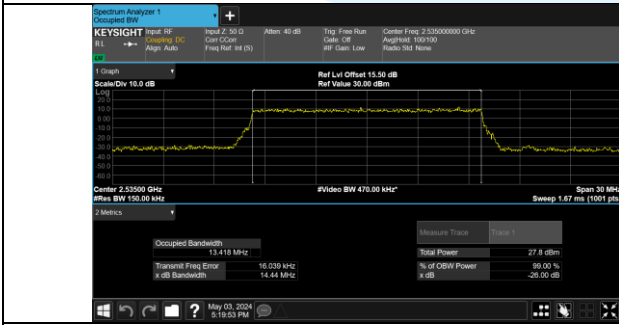 Spectrum Analyzer 1
Occupied BW
+
KEYSIGHT Input: RF Input Z: 50 Ω Atten: 40 dB Trig: Free Run Center Freq: 2.535000000 GHz
RL Coupling: DC Corr CCorr Gate: Off Avg|Hold: 100/100
Align: Auto Freq Ref: Int (S) #IF Gain: Low Radio Std: None
1 Graph
Ref Lvl Offset 15.50 dB
Scale/Div 10.0 dB Ref Value 30.00 dBm
Log
20.0
10.0
0.00
-10.0
-20.0
-30.0
-40.0
-50.0
-60.0
Center 2.53500 GHz #Video BW 470.00 kHz* Span 30 MHz
#Res BW 150.00 kHz Sweep 1.67 ms (1001 pts
2 Metrics
Measure Trace Trace 1
Occupied Bandwidth
13.418 MHz Total Power 27.8 dBm
Transmit Freq Error 16.039 kHz % of OBW Power 99.00 %
x dB Bandwidth 14.44 MHz x dB -26.00 dB
? May 03, 2024
5:19:53 PM